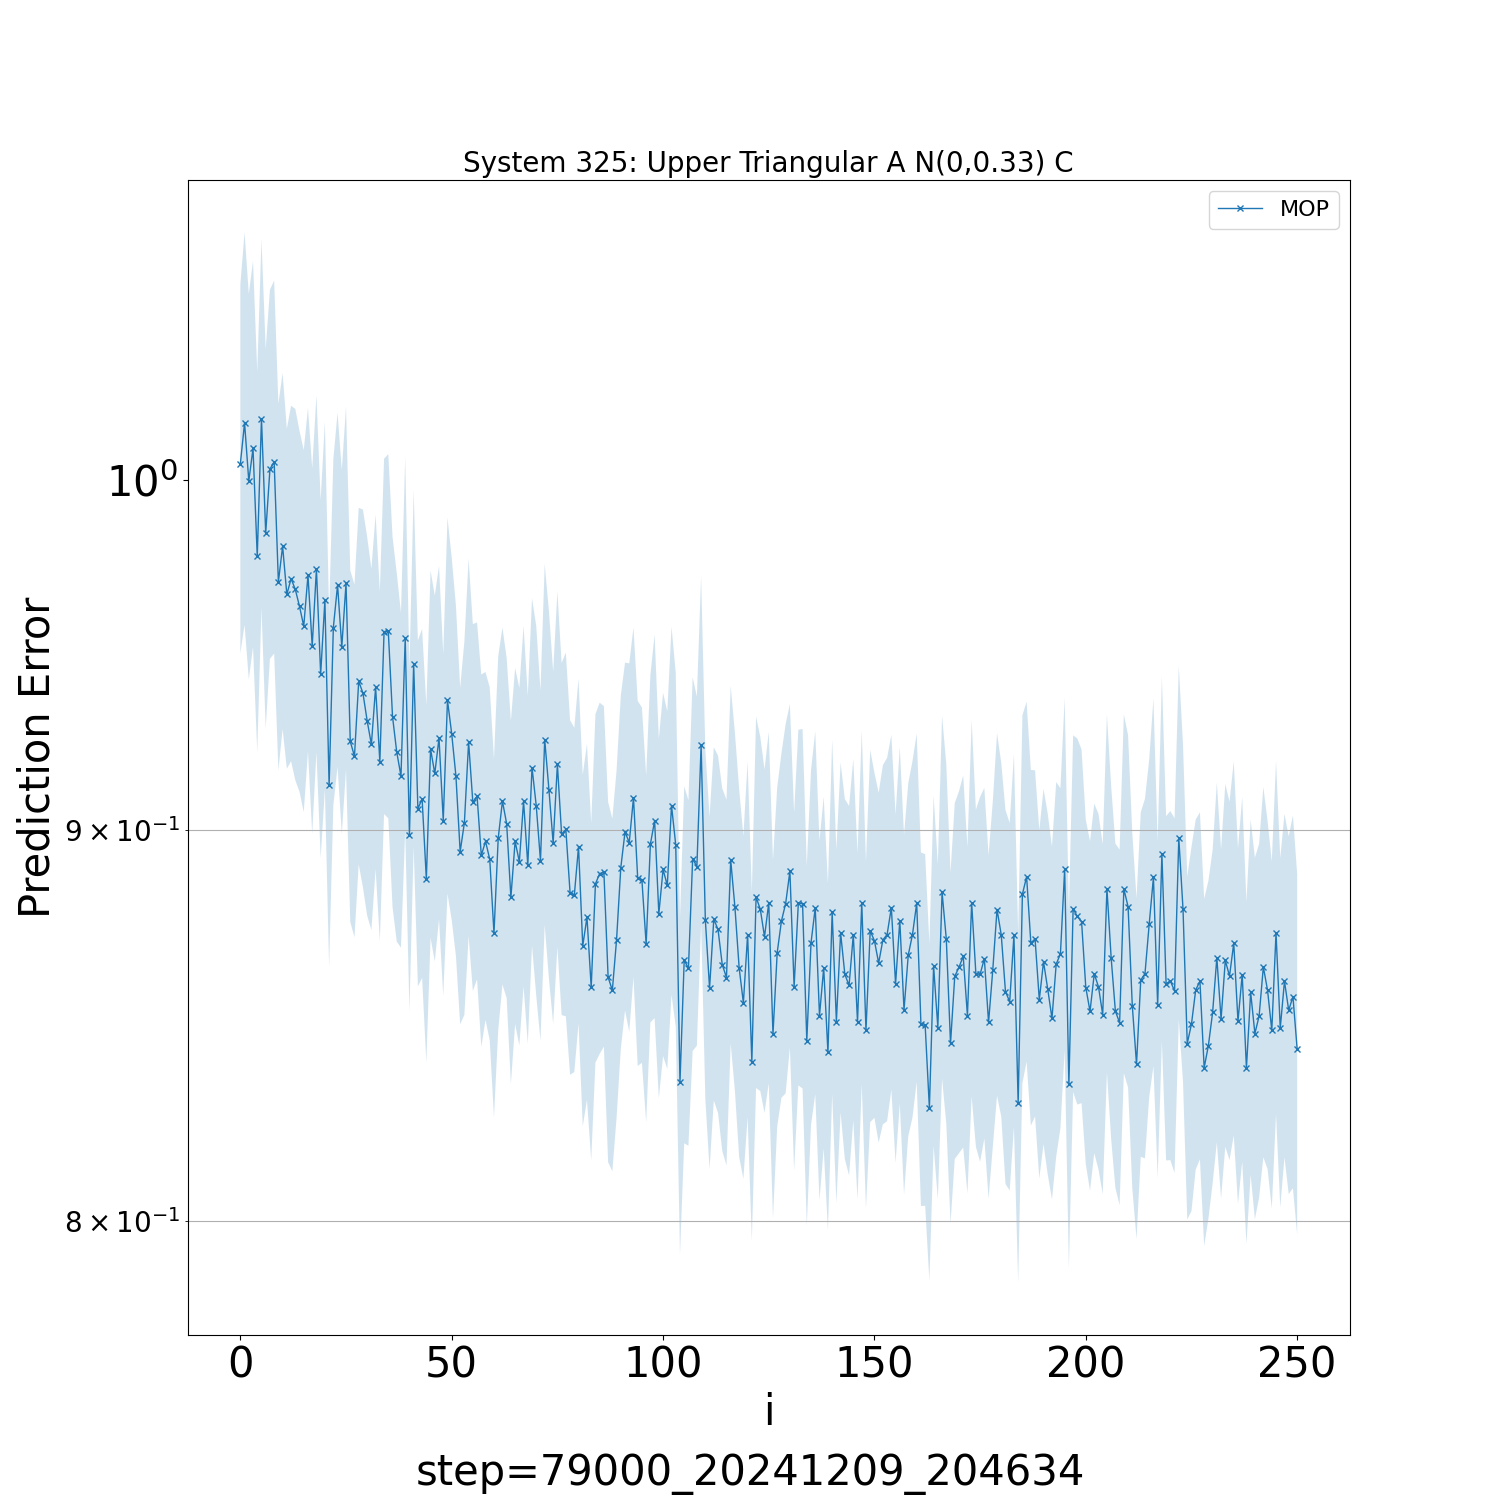 System 325: Upper Triangular A N(0,0.33) C
MOP
Prediction Error
10⁰
9 × 10⁻¹
8 × 10⁻¹
0 50 100 150 200 250
i
step=79000_20241209_204634